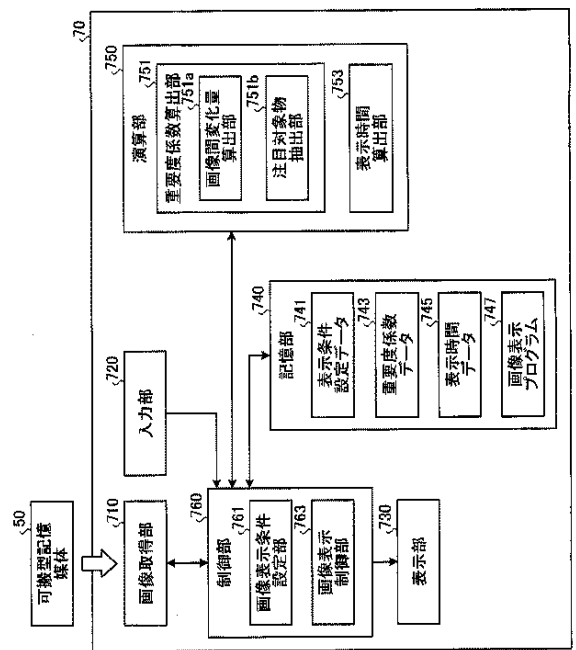 50
可搬型記憶
媒体
70
710
画像取得部
720
入力部
760
制御部
761
画像表示条件
設定部
763
画像表示
制御部
730
表示部
740
記憶部
741
表示条件
設定データ
743
重要度係数
データ
745
表示時間データ
747
画像表示
プログラム
750
演算部
751
重要度係数算出部
751a
画像間変化量
算出部
751b
注目対象物
抽出部
753
表示時間
算出部